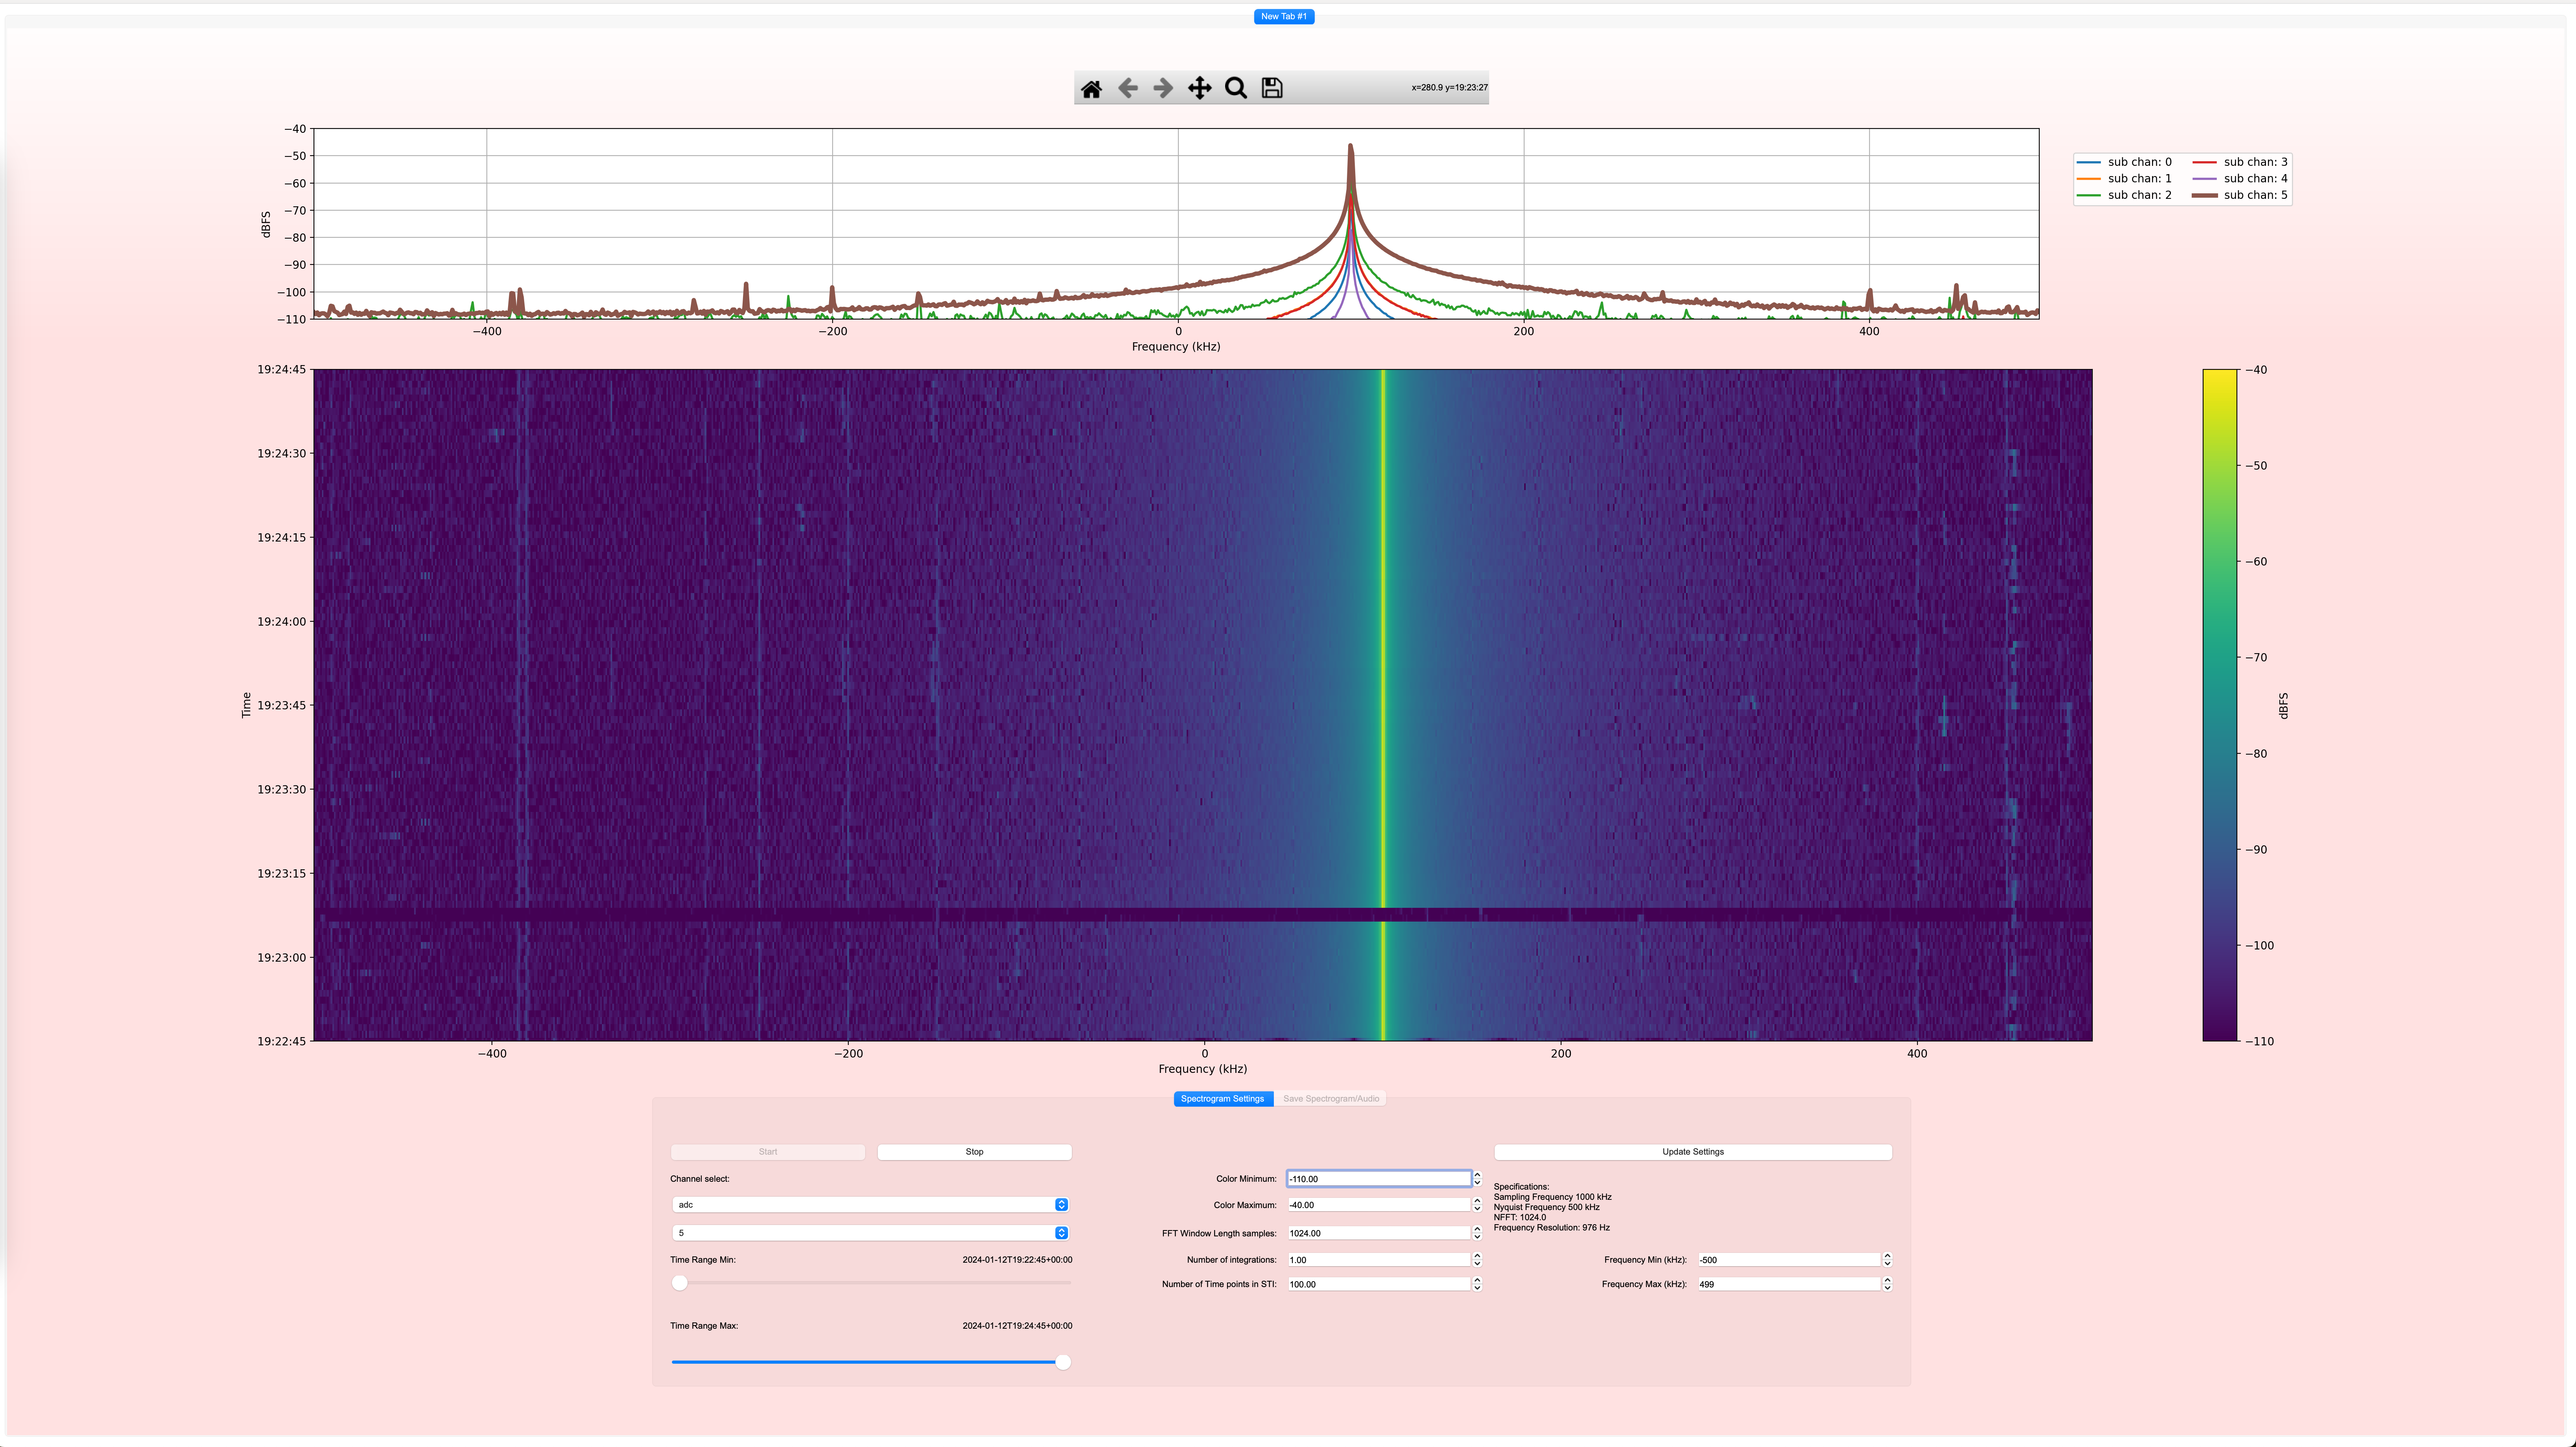 New Tab #1
x=280.9 y=19:23:27
−40
−50
−60
−70
−80
−90
−100
−110
dBFS
−400 −200 0 200 400
Frequency (kHz)
sub chan: 0 sub chan: 3
sub chan: 1 sub chan: 4
sub chan: 2 sub chan: 5
19:24:45
19:24:30
19:24:15
19:24:00
19:23:45
19:23:30
19:23:15
19:23:00
19:22:45
Time
−400 −200 0 200 400
Frequency (kHz)
−40
−50
−60
−70
−80
−90
−100
−110
dBFS
Spectrogram Settings Save Spectrogram/Audio
Start Stop
Channel select:
adc
5
Time Range Min: 2024-01-12T19:22:45+00:00
Time Range Max: 2024-01-12T19:24:45+00:00
Color Minimum: -110.00
Color Maximum: -40.00
FFT Window Length samples: 1024.00
Number of integrations: 1.00
Number of Time points in STI: 100.00
Update Settings
Specifications:
Sampling Frequency 1000 kHz
Nyquist Frequency 500 kHz
NFFT: 1024.0
Frequency Resolution: 976 Hz
Frequency Min (kHz): -500
Frequency Max (kHz): 499